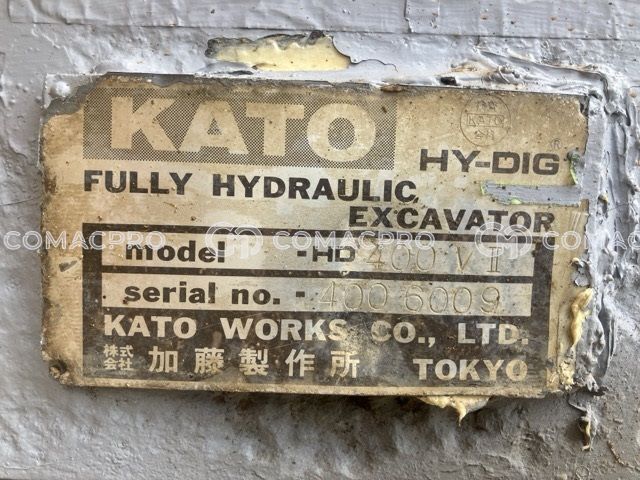 KATO
KATO
HY-DIG
FULLY HYDRAULIC
EXCAVATOR
COMACPRO COMACPRO COMACPRO
model -HD 400 VII
serial no. - 400 6009
KATO WORKS CO., LTD.
株式会社 加藤製作所 TOKYO